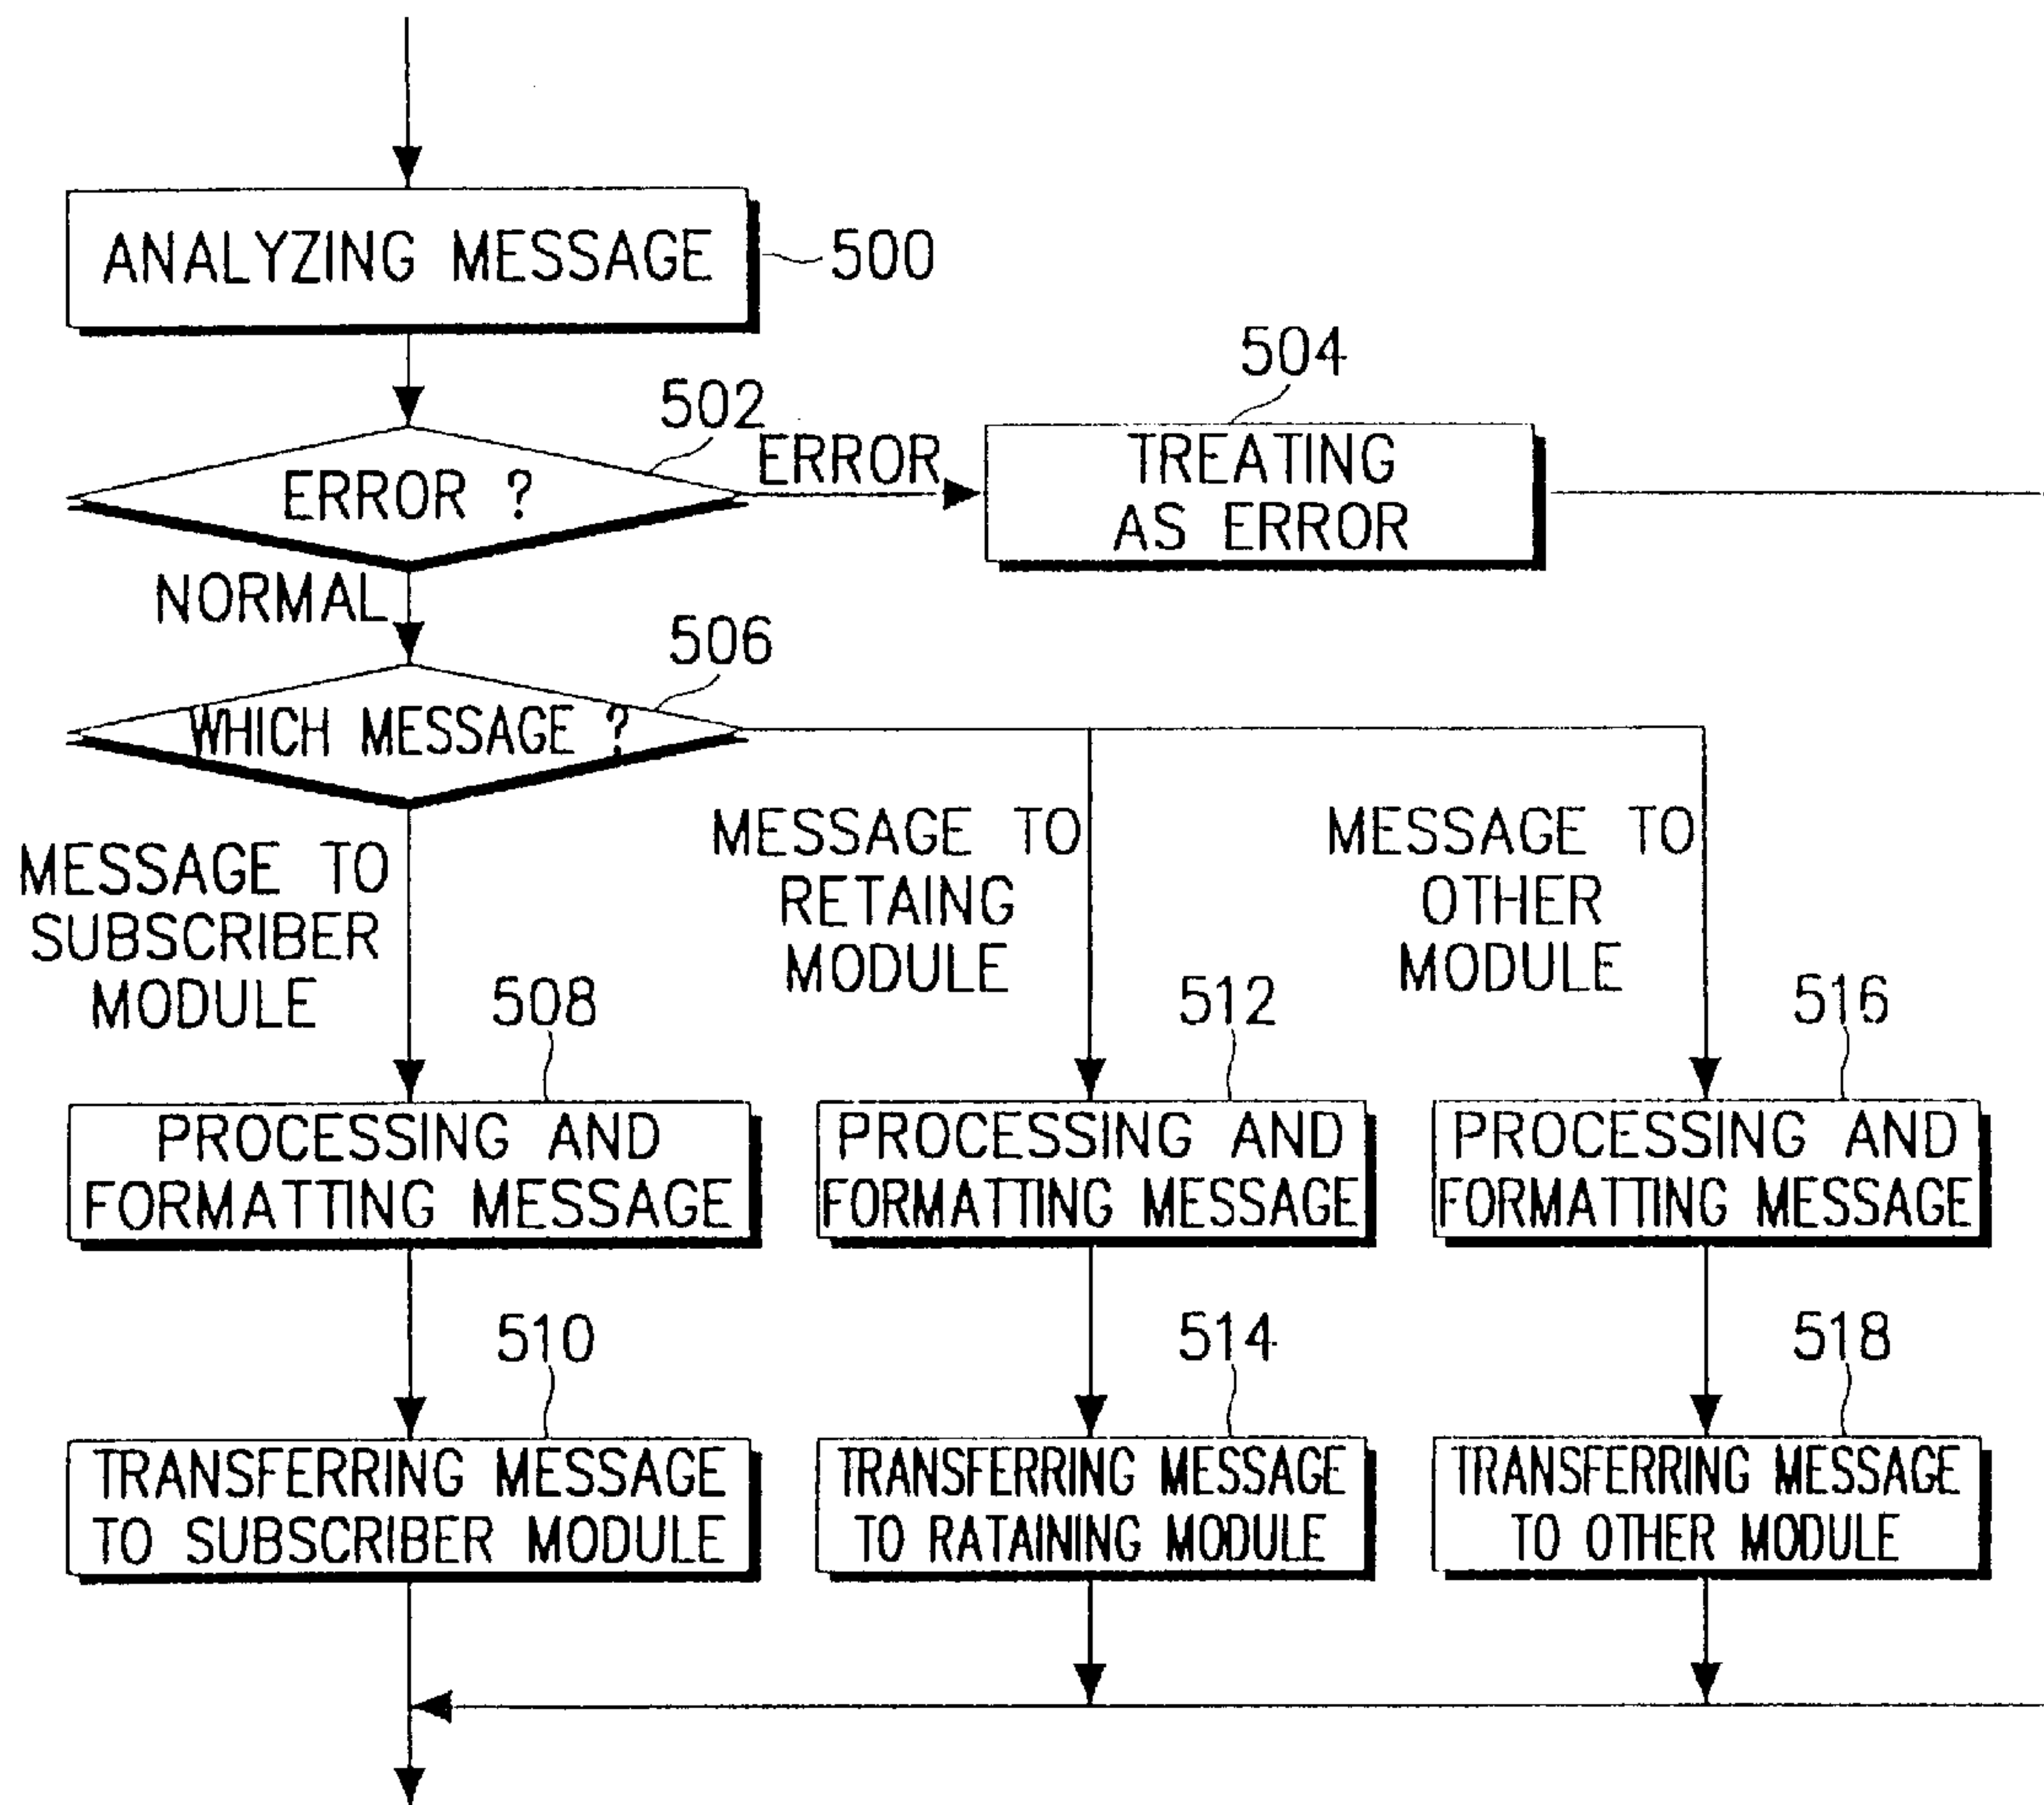 ANALYZING MESSAGE
500
502
ERROR ?
ERROR
504
TREATING
AS ERROR
NORMAL
506
WHICH MESSAGE ?
MESSAGE TO
SUBSCRIBER
MODULE
MESSAGE TO
RETAING
MODULE
MESSAGE TO
OTHER
MODULE
508
PROCESSING AND
FORMATTING MESSAGE
512
PROCESSING AND
FORMATTING MESSAGE
516
PROCESSING AND
FORMATTING MESSAGE
510
TRANSFERRING MESSAGE
TO SUBSCRIBER MODULE
514
TRANSFERRING MESSAGE
TO RATAINING MODULE
518
TRANSFERRING MESSAGE
TO OTHER MODULE